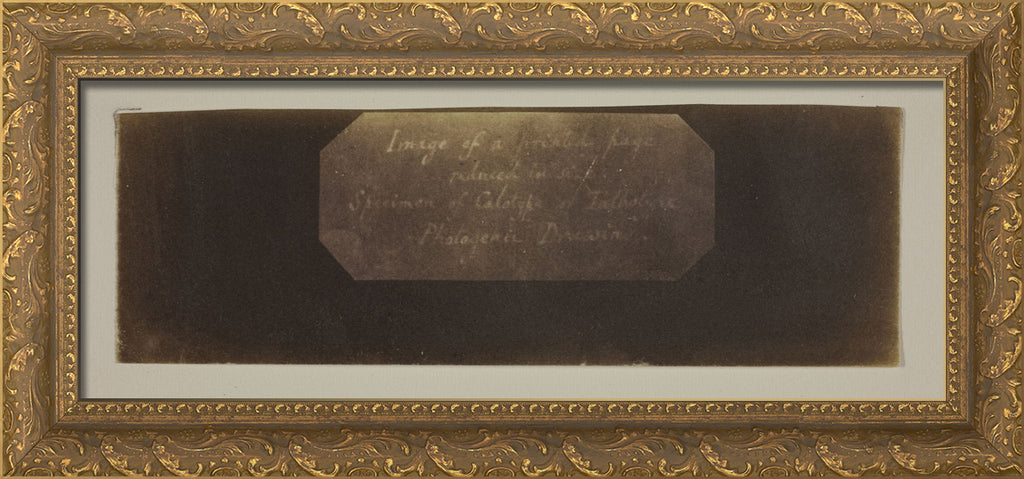 Image of a printed page
reduced in size.
Specimen of Calotype or Talbotype
Photogenic Drawing.